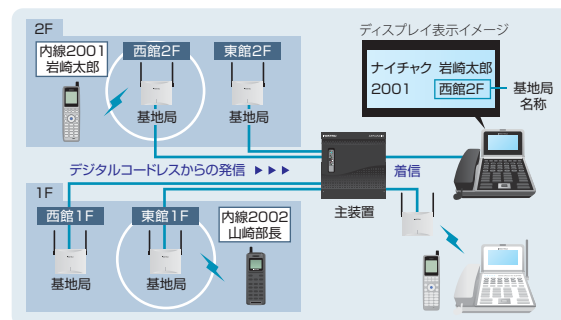 2F
内線2001
岩崎太郎
西館2F
東館2F
基地局
基地局
ディスプレイ表示イメージ
ナイチャク 岩崎太郎
2001 西館2F
基地局
名称
デジタルコードレスからの発信 ▶▶▶
着信
主装置
1F
西館1F
東館1F
内線2002
山崎部長
基地局
基地局